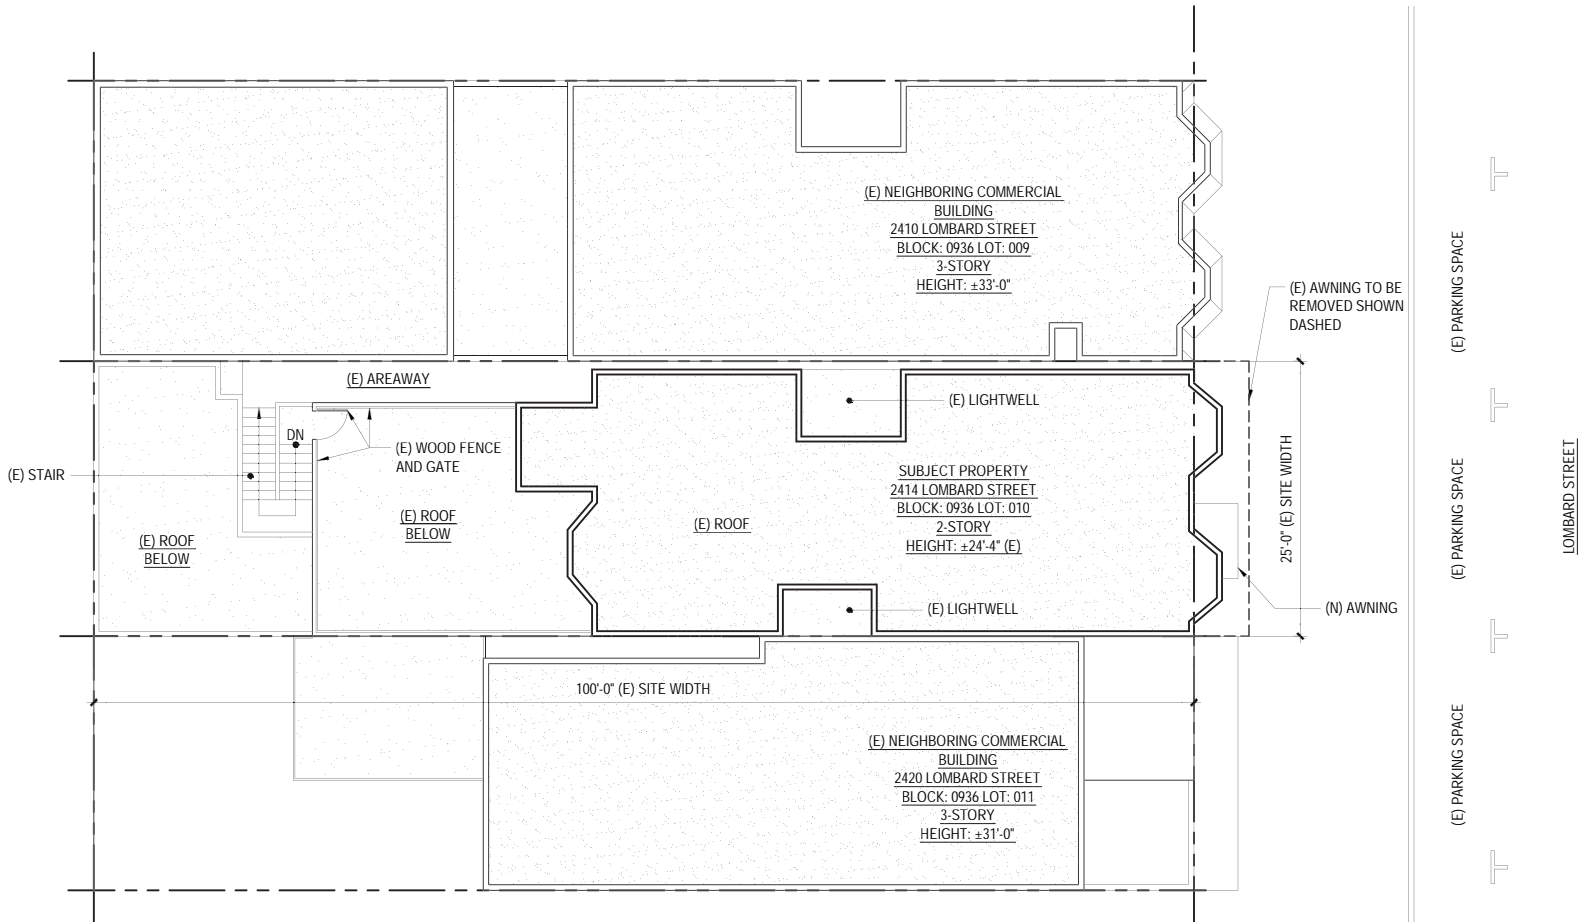 (E) NEIGHBORING COMMERCIAL
BUILDING
2410 LOMBARD STREET
BLOCK: 0936 LOT: 009
3-STORY
HEIGHT: ±33'-0"
(E) PARKING SPACE
(E) AWNING TO BE
REMOVED SHOWN
DASHED
(E) AREAWAY
(E) LIGHTWELL
DN
(E) WOOD FENCE
AND GATE
(E) STAIR
SUBJECT PROPERTY
2414 LOMBARD STREET
BLOCK: 0936 LOT: 010
2-STORY
HEIGHT: ±24'-4" (E)
25'-0" (E) SITE WIDTH
(E) PARKING SPACE
LOMBARD STREET
(E) ROOF
BELOW
(E) ROOF
(E) ROOF
BELOW
(E) LIGHTWELL
(N) AWNING
100'-0" (E) SITE WIDTH
(E) NEIGHBORING COMMERCIAL
BUILDING
2420 LOMBARD STREET
BLOCK: 0936 LOT: 011
3-STORY
HEIGHT: ±31'-0"
(E) PARKING SPACE